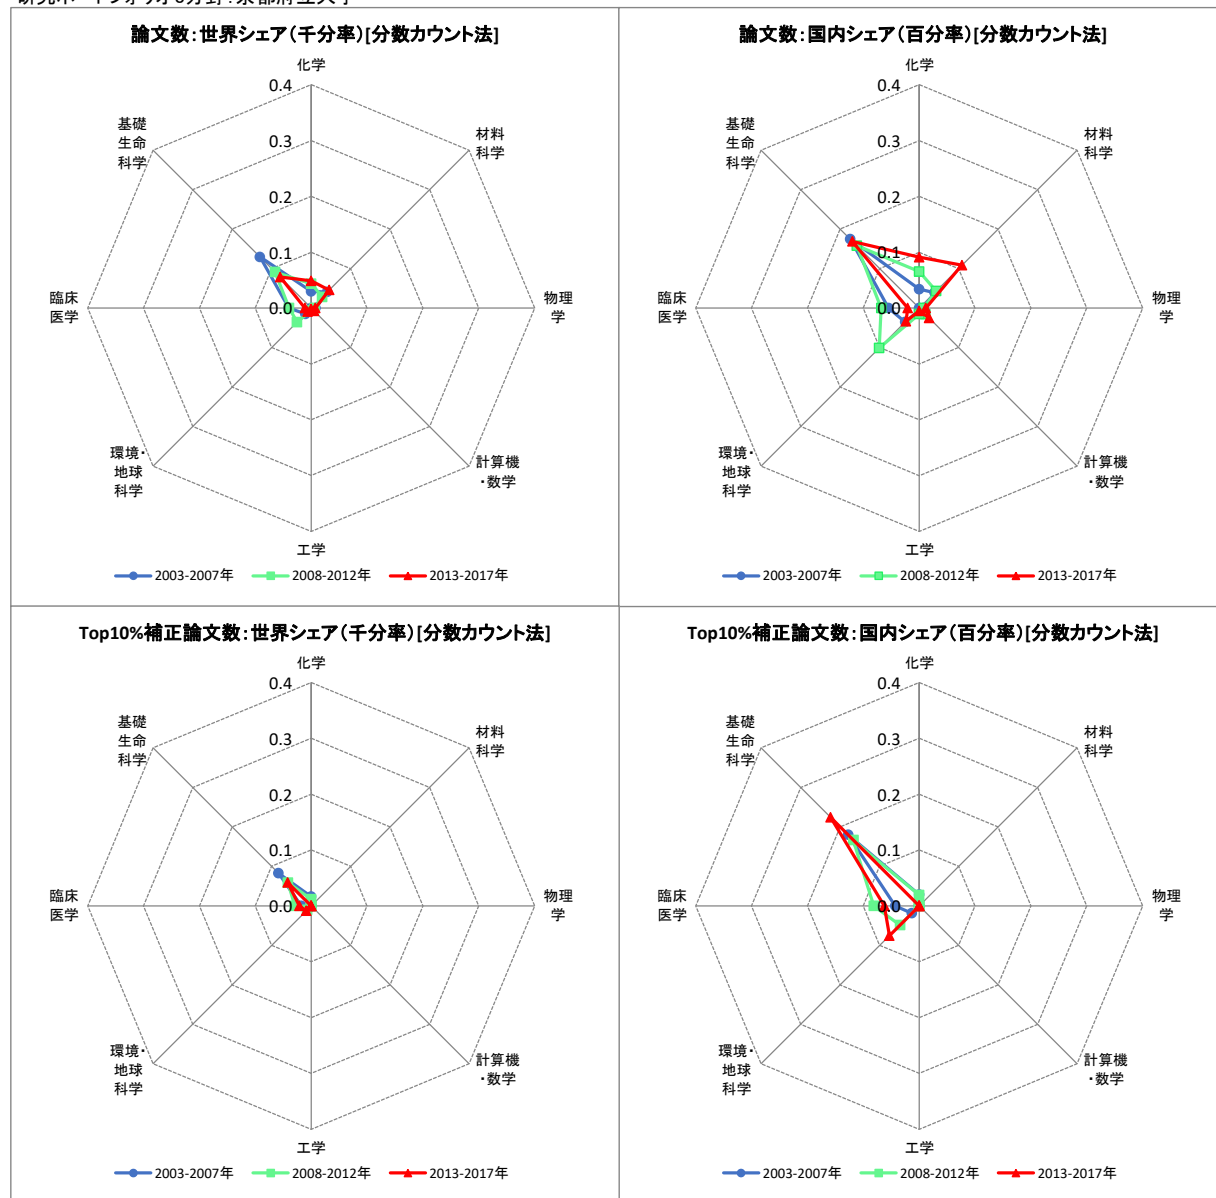 論文数：世界シェア（千分率）[分数カウント法]
化学
0.4
0.3
0.2
0.1
0.0
材料
科学
物理
学
計算機
・数学
工学
環境・
地球
科学
臨床
医学
基礎
生命
科学
2003-2007年
2008-2012年
2013-2017年
論文数：国内シェア（百分率）[分数カウント法]
化学
0.4
0.3
0.2
0.1
0.0
材料
科学
物理
学
計算機
・数学
工学
環境・
地球
科学
臨床
医学
基礎
生命
科学
2003-2007年
2008-2012年
2013-2017年
Top10%補正論文数：世界シェア（千分率）[分数カウント法]
化学
0.4
0.3
0.2
0.1
0.0
材料
科学
物理
学
計算機
・数学
工学
環境・
地球
科学
臨床
医学
基礎
生命
科学
2003-2007年
2008-2012年
2013-2017年
Top10%補正論文数：国内シェア（百分率）[分数カウント法]
化学
0.4
0.3
0.2
0.1
0.0
材料
科学
物理
学
計算機
・数学
工学
環境・
地球
科学
臨床
医学
基礎
生命
科学
2003-2007年
2008-2012年
2013-2017年